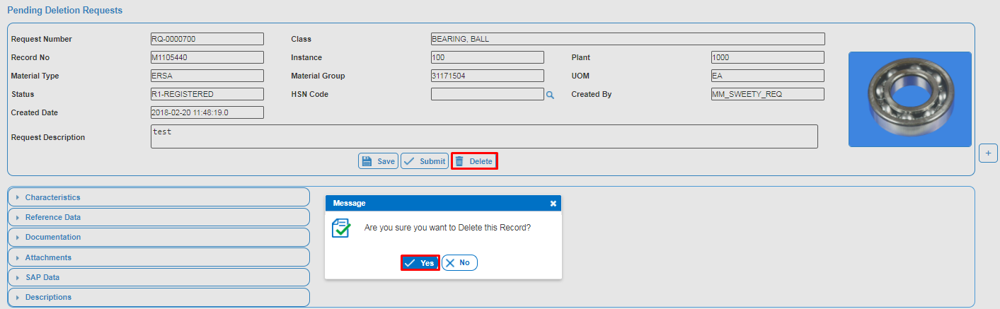 Pending Deletion Requests
Request Number RQ-0000700 Class BEARING, BALL
Record No M1105440 Instance 100 Plant 1000
Material Type ERSA Material Group 31171504 UOM EA
Status R1-REGISTERED HSN Code Created By MM_SWEETY_REQ
Created Date 2018-02-20 11:48:19.0
Request Description test
Save Submit Delete
+
Characteristics
Reference Data
Documentation
Attachments
SAP Data
Descriptions
Message
Are you sure you want to Delete this Record?
Yes No